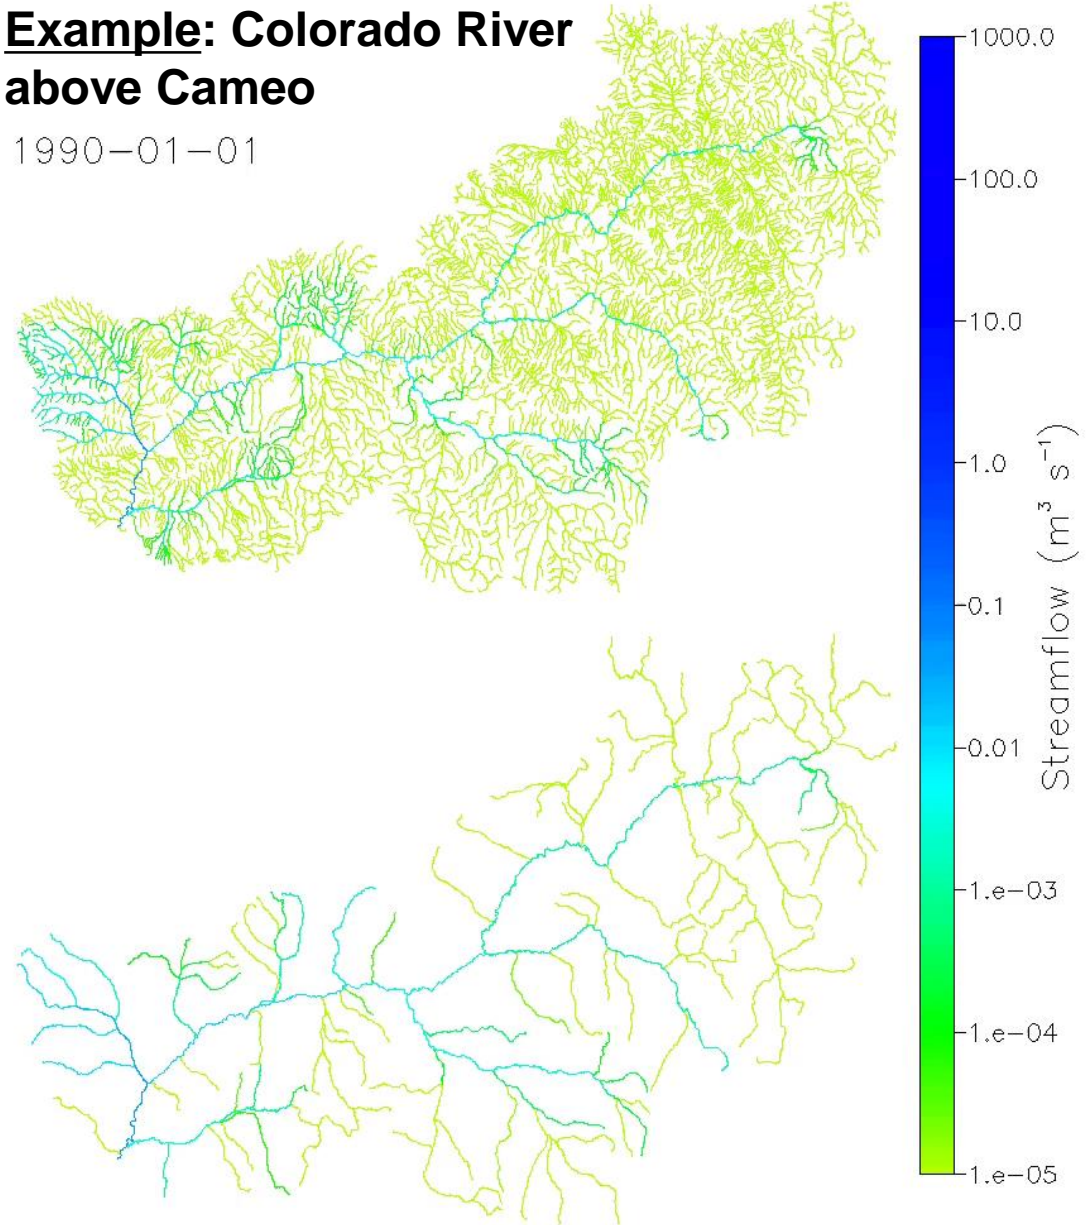 Example: Colorado River
above Cameo
1990-01-01
1000.0
100.0
10.0
1.0
0.1
0.01
1.e-03
1.e-04
1.e-05
Streamflow (m³ s⁻¹)